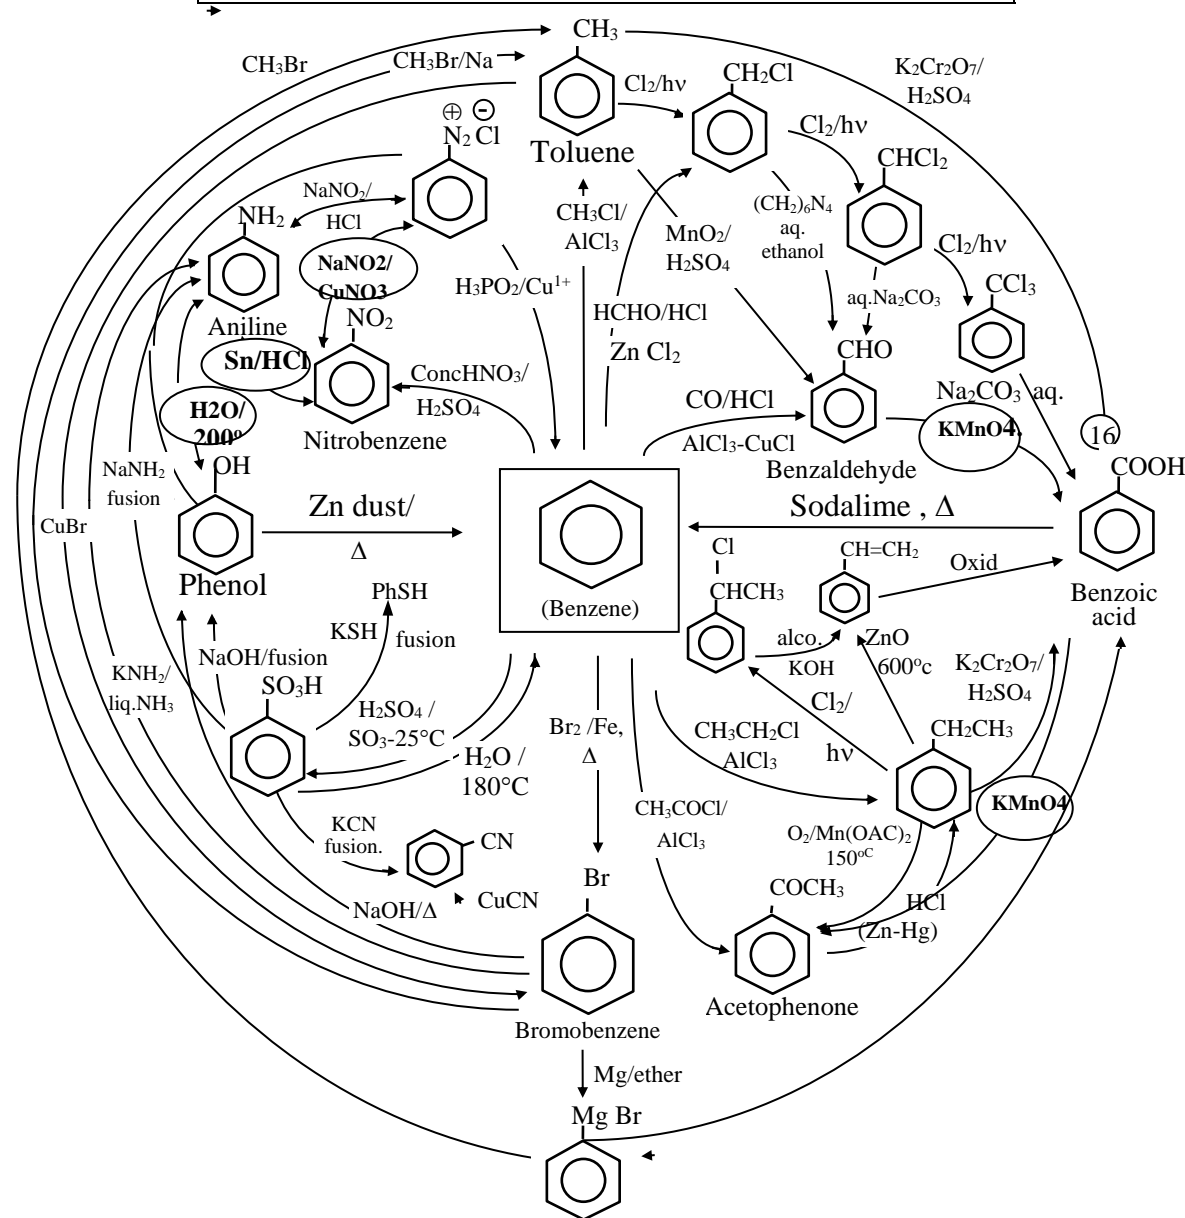 CH3
CH3Br
CH3Br/Na
K2Cr2O7/
H2SO4
Cl2/hν
CH2Cl
⊕ ⊖
N2 Cl
Toluene
Cl2/hν
CHCl2
NaNO2/
HCl
NH2
CH3Cl/
AlCl3
(CH2)6N4
aq.
ethanol
MnO2/
H2SO4
Cl2/hν
NaNO2/
CuNO3
H3PO2/Cu1+
CCl3
aq.Na2CO3
HCHO/HCl
Zn Cl2
Aniline
NO2
CHO
Sn/HCl
ConcHNO3/
H2SO4
CO/HCl
AlCl3-CuCl
Na2CO3 aq.
H2O/
200o
Nitrobenzene
KMnO4.
16
Benzaldehyde
OH
NaNH2
fusion
COOH
CuBr
Zn dust/
Δ
Sodalime , Δ
Cl
CHCH3
CH=CH2
Oxid
Phenol
PhSH
(Benzene)
Benzoic
acid
KSH
fusion
alco.
KOH
ZnO
600oc
NaOH/fusion
KNH2/
liq.NH3
SO3H
K2Cr2O7/
H2SO4
H2SO4 /
SO3-25°C
Br2 /Fe,
Δ
Cl2/
hν
CH3CH2Cl
AlCl3
CH2CH3
H2O /
180°C
KMnO4
CH3COCl/
AlCl3
KCN
fusion.
CN
O2/Mn(OAC)2
150oC
Br
COCH3
CuCN
NaOH/Δ
HCl
(Zn-Hg)
Acetophenone
Bromobenzene
Mg/ether
Mg Br